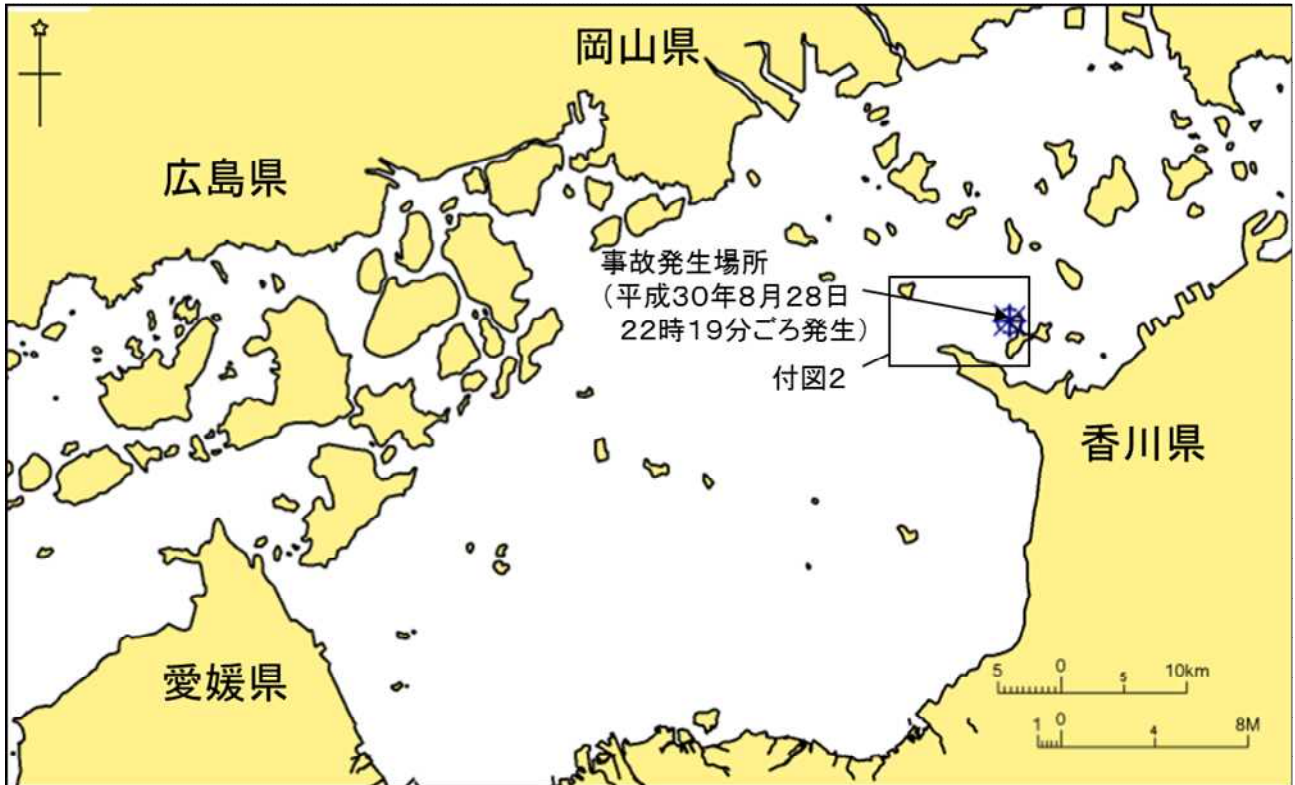 岡山県
広島県
事故発生場所
（平成30年8月28日
22時19分ごろ発生）
付図2
香川県
愛媛県
5 0 5 10km
1 0 4 8M